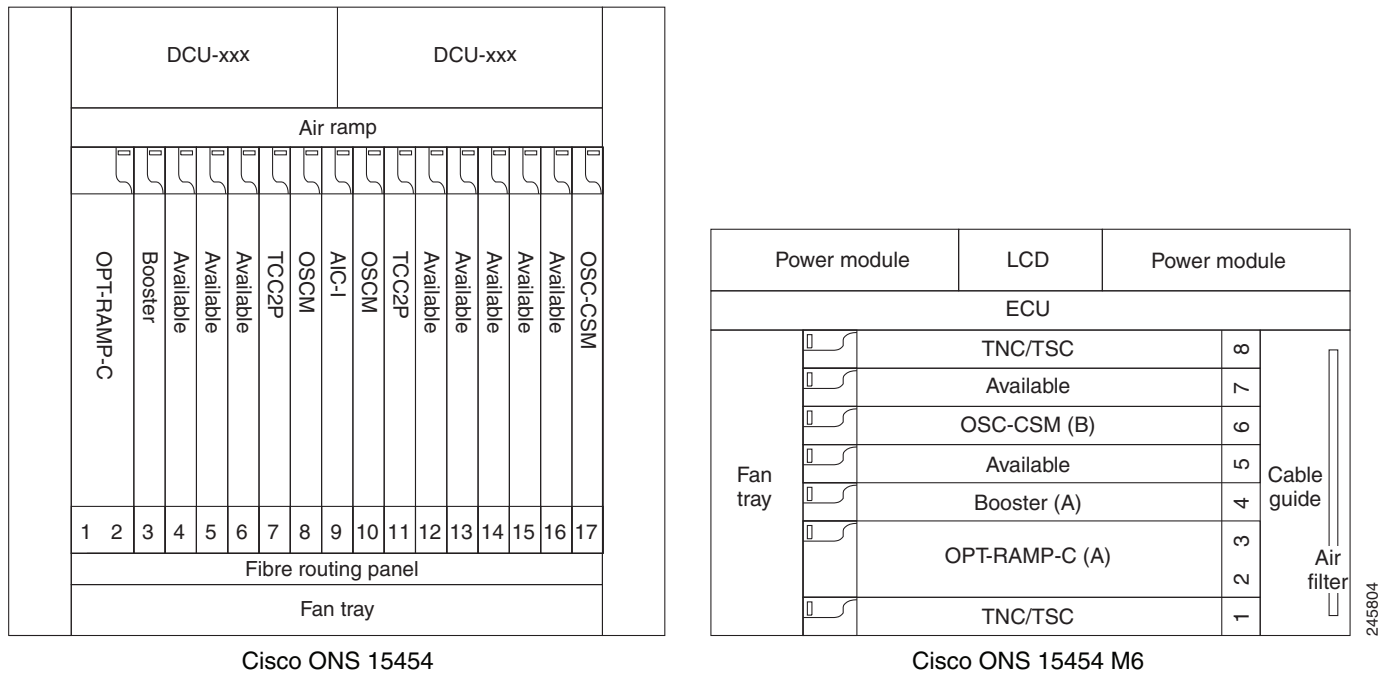 DCU-xxx DCU-xxx
Air ramp
OPT-RAMP-C
Booster
Available
Available
Available
TCC2P
OSCM
AIC-I
OSCM
TCC2P
Available
Available
Available
Available
Available
OSC-CSM
1 2 3 4 5 6 7 8 9 10 11 12 13 14 15 16 17
Fibre routing panel
Fan tray
Cisco ONS 15454
Power module LCD Power module
ECU
TNC/TSC 8
Available 7
OSC-CSM (B) 6
Available 5
Booster (A) 4
OPT-RAMP-C (A) 3
2
TNC/TSC 1
Fan
tray
Cable
guide
Air
filter
245804
Cisco ONS 15454 M6